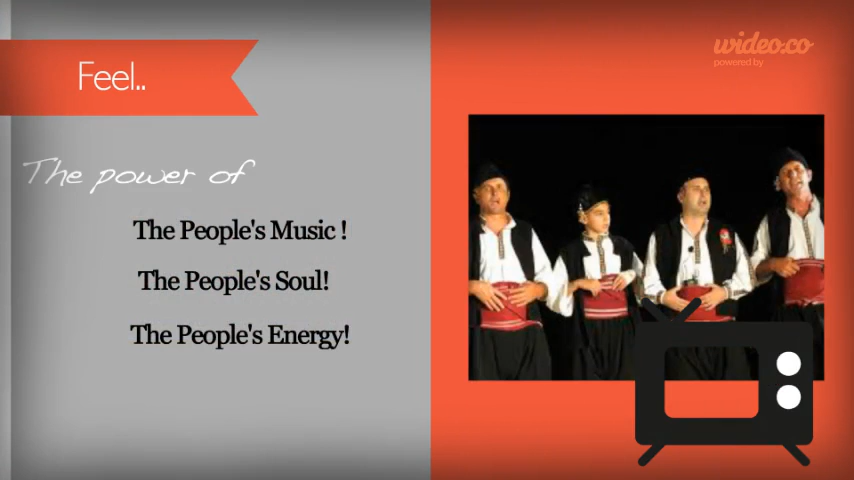 Feel..
The power of
The People's Music !
The People's Soul!
The People's Energy!
wideo.co
powered by